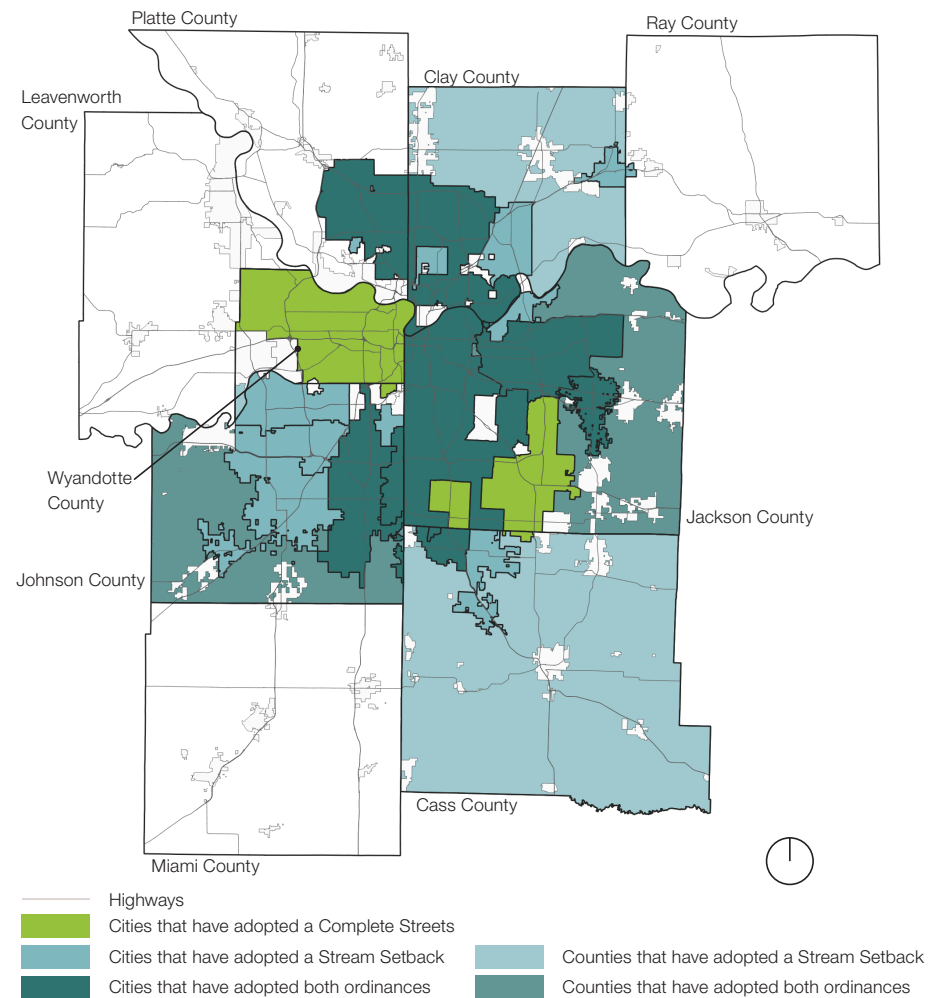 Platte County
Ray County
Clay County
Leavenworth
County
Wyandotte
County
Jackson County
Johnson County
Cass County
Miami County
Highways
Cities that have adopted a Complete Streets
Cities that have adopted a Stream Setback
Counties that have adopted a Stream Setback
Cities that have adopted both ordinances
Counties that have adopted both ordinances